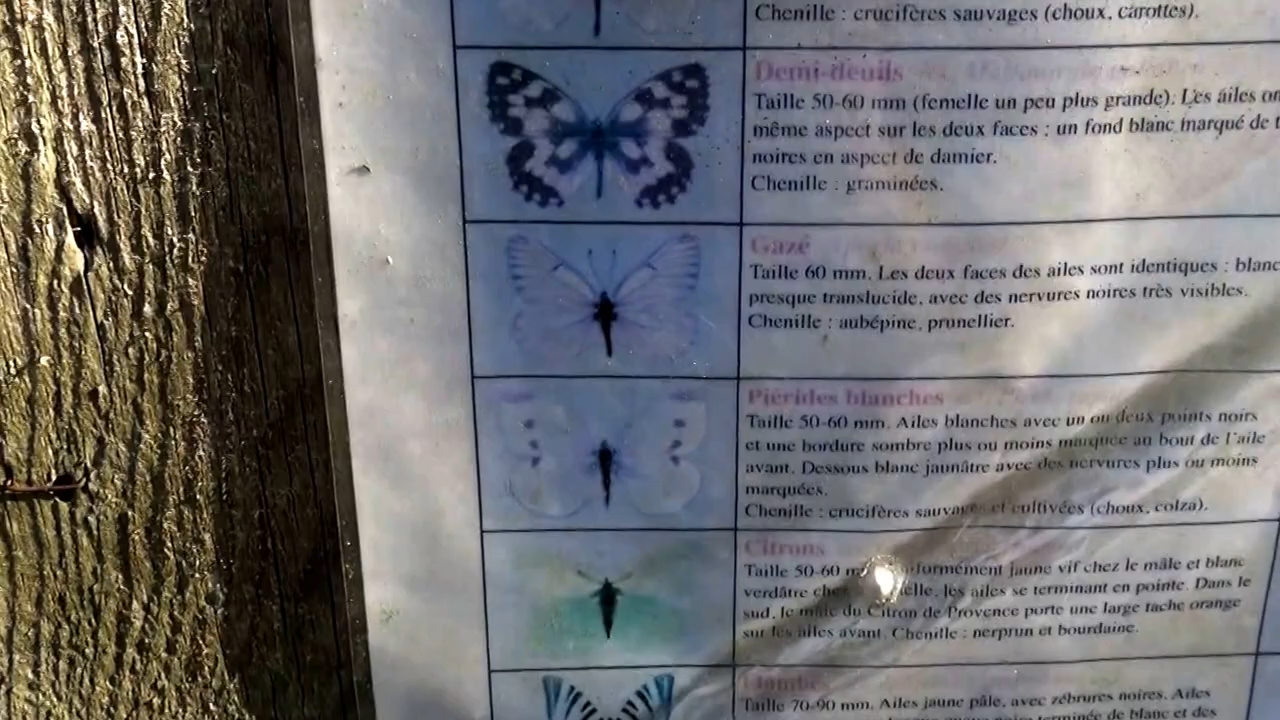 Chenille : crucifères sauvages (choux, carottes).
Demi-deuils
Taille 50-60 mm (femelle un peu plus grande). Les ailes on
même aspect sur les deux faces : un fond blanc marqué de t
noires en aspect de damier.
Chenille : graminées.
Gazé
Taille 60 mm. Les deux faces des ailes sont identiques : blanc
presque translucide, avec des nervures noires très visibles.
Chenille : aubépine, prunellier.
Piérides blanches
Taille 50-60 mm. Ailes blanches avec un ou deux points noirs
et une bordure sombre plus ou moins marquée au bout de l'aile
avant. Dessous blanc jaunâtre avec des nervures plus ou moins
marquées.
Chenille : crucifères sauvages et cultivées (choux, colza).
Citrons
Taille 50-60 jaune vif chez le mâle et blanc
verdâtre les ailes se terminant en pointe. Dans le
sud, le mâle du Citron de Provence porte une large tache orange
sur les ailes avant. Chenille : nerprun et bourdaine.
Taille 70-90 mm. Ailes jaune pâle, avec zébrures noires. Ailes
terminée de blanc et des